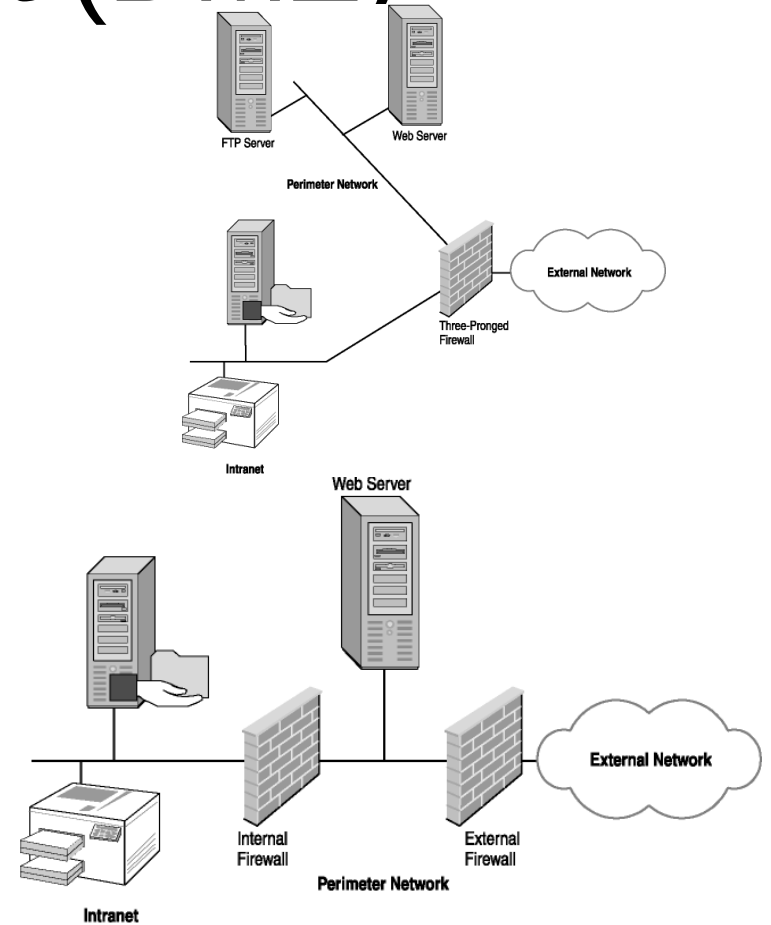 FTP Server
Web Server
Perimeter Network
External Network
Three-Pronged
Firewall
Intranet
Web Server
External Network
Internal
Firewall
External
Firewall
Perimeter Network
Intranet